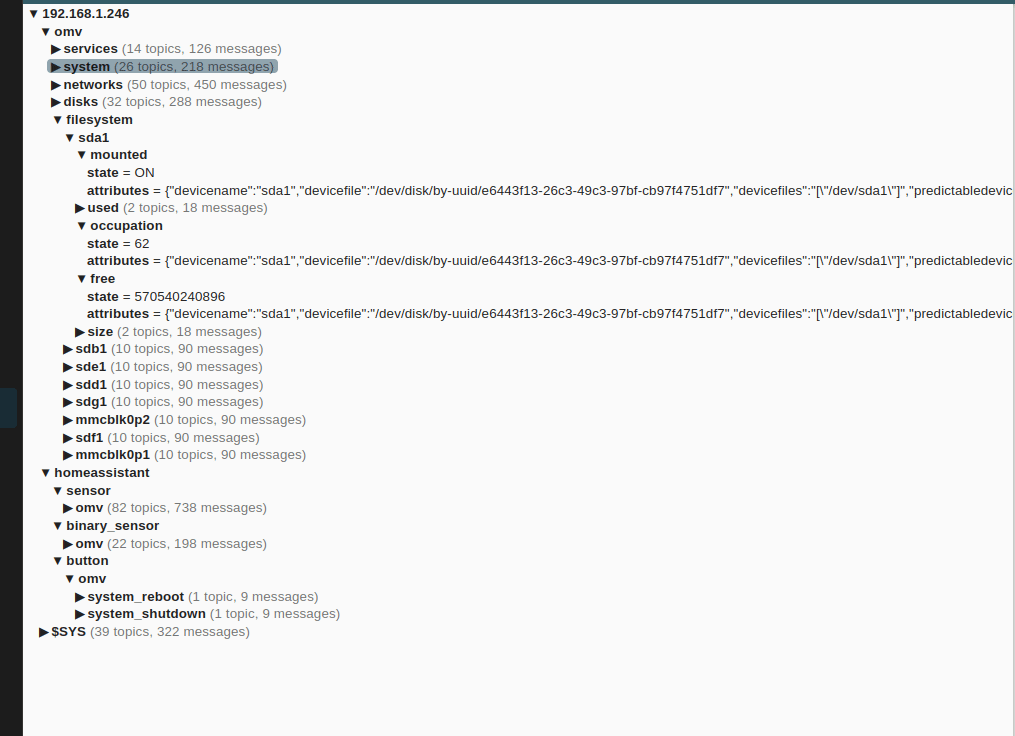 ▼ 192.168.1.246
▼ omv
▶ services (14 topics, 126 messages)
▶ system (26 topics, 218 messages)
▶ networks (50 topics, 450 messages)
▶ disks (32 topics, 288 messages)
▼ filesystem
▼ sda1
▼ mounted
state = ON
attributes = {"devicename":"sda1","devicefile":"/dev/disk/by-uuid/e6443f13-26c3-49c3-97bf-cb97f4751df7","devicefiles":"[\"/dev/sda1\"]","predictabledevic
▶ used (2 topics, 18 messages)
▼ occupation
state = 62
attributes = {"devicename":"sda1","devicefile":"/dev/disk/by-uuid/e6443f13-26c3-49c3-97bf-cb97f4751df7","devicefiles":"[\"/dev/sda1\"]","predictabledevic
▼ free
state = 570540240896
attributes = {"devicename":"sda1","devicefile":"/dev/disk/by-uuid/e6443f13-26c3-49c3-97bf-cb97f4751df7","devicefiles":"[\"/dev/sda1\"]","predictabledevic
▶ size (2 topics, 18 messages)
▶ sdb1 (10 topics, 90 messages)
▶ sde1 (10 topics, 90 messages)
▶ sdd1 (10 topics, 90 messages)
▶ sdg1 (10 topics, 90 messages)
▶ mmcblk0p2 (10 topics, 90 messages)
▶ sdf1 (10 topics, 90 messages)
▶ mmcblk0p1 (10 topics, 90 messages)
▼ homeassistant
▼ sensor
▶ omv (82 topics, 738 messages)
▼ binary_sensor
▶ omv (22 topics, 198 messages)
▼ button
▼ omv
▶ system_reboot (1 topic, 9 messages)
▶ system_shutdown (1 topic, 9 messages)
▶ $SYS (39 topics, 322 messages)